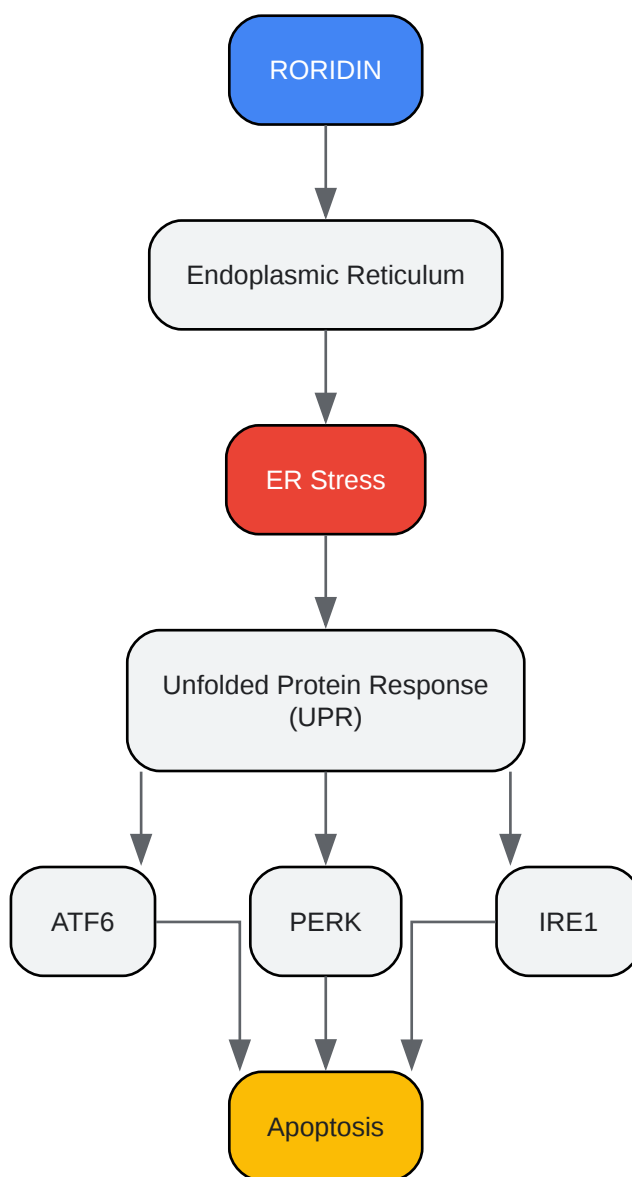 RORIDIN
Endoplasmic Reticulum
ER Stress
Unfolded Protein Response
(UPR)
ATF6
PERK
IRE1
Apoptosis